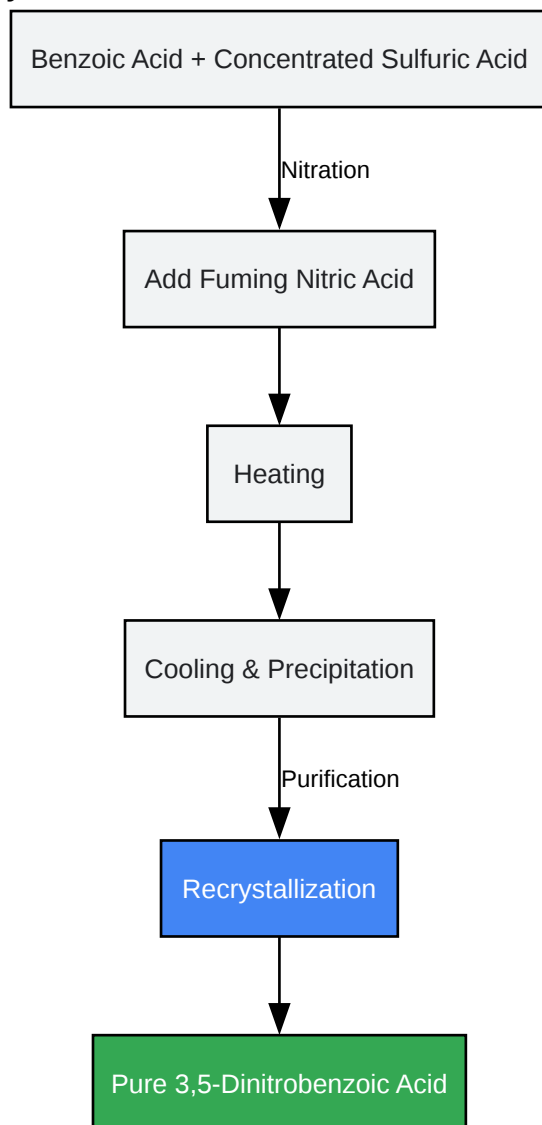 Benzoic Acid + Concentrated Sulfuric Acid
Nitration
Add Fuming Nitric Acid
Heating
Cooling & Precipitation
Purification
Recrystallization
Pure 3,5-Dinitrobenzoic Acid